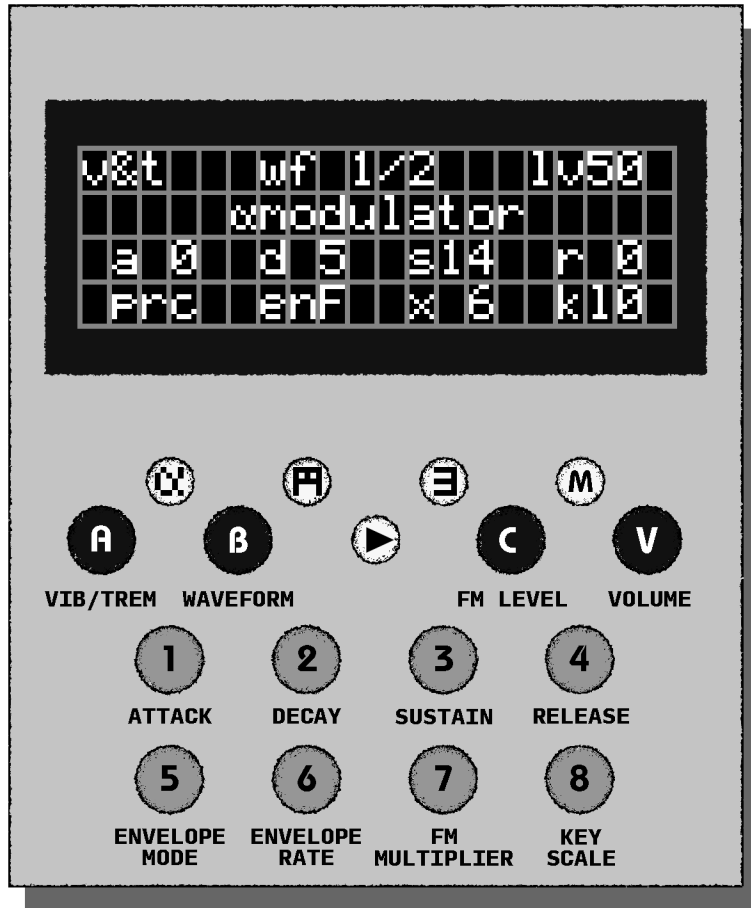 v&t wf 1/2 lv50
αmodulator
a 0 d 5 s14 r 0
prc enF x 6 kl0
α M
A B C V
VIB/TREM WAVEFORM FM LEVEL VOLUME
1 2 3 4
ATTACK DECAY SUSTAIN RELEASE
5 6 7 8
ENVELOPE MODE ENVELOPE RATE FM MULTIPLIER KEY SCALE